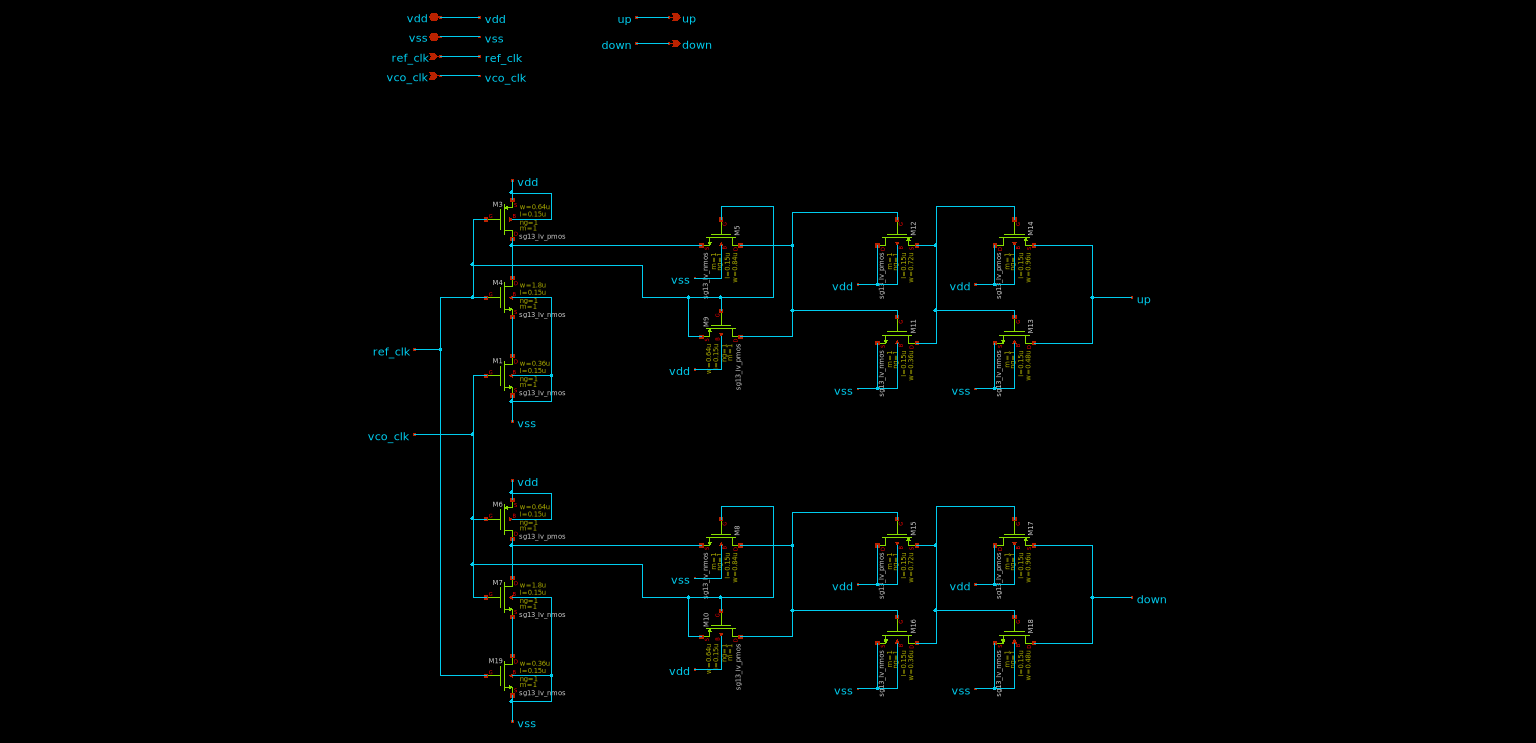 vdd vdd
vss vss
ref_clk ref_clk
vco_clk vco_clk
up up
down down
vdd
M3
w=0.64u
l=0.15u
ng=1
m=1
sg13_lv_pmos
M4
w=1.8u
l=0.15u
ng=1
m=1
sg13_lv_nmos
M1
w=0.36u
l=0.15u
ng=1
m=1
sg13_lv_nmos
vss
ref_clk
vco_clk
M5
sg13_lv_nmos
m=1
ng=1
l=0.15u
w=0.84u
vss
M9
w=0.64u
l=0.15u
ng=1
m=1
sg13_lv_pmos
vdd
M12
sg13_lv_pmos
m=1
ng=1
l=0.15u
w=0.72u
vdd
M11
sg13_lv_nmos
m=1
ng=1
l=0.15u
w=0.36u
vss
M14
sg13_lv_pmos
m=1
ng=1
l=0.15u
w=0.96u
vdd
M13
sg13_lv_nmos
m=1
ng=1
l=0.15u
w=0.48u
vss
up
vdd
M6
w=0.64u
l=0.15u
ng=1
m=1
sg13_lv_pmos
M7
w=1.8u
l=0.15u
ng=1
m=1
sg13_lv_nmos
M19
w=0.36u
l=0.15u
ng=1
m=1
sg13_lv_nmos
vss
M8
sg13_lv_nmos
m=1
ng=1
l=0.15u
w=0.84u
vss
M10
w=0.64u
l=0.15u
ng=1
m=1
sg13_lv_pmos
vdd
M15
sg13_lv_pmos
m=1
ng=1
l=0.15u
w=0.72u
vdd
M16
sg13_lv_nmos
m=1
ng=1
l=0.15u
w=0.36u
vss
M17
sg13_lv_pmos
m=1
ng=1
l=0.15u
w=0.96u
vdd
M18
sg13_lv_nmos
m=1
ng=1
l=0.15u
w=0.48u
vss
down